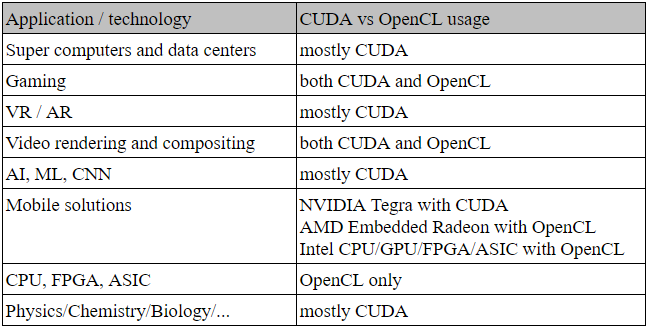 Application / technology CUDA vs OpenCL usage
Super computers and data centers mostly CUDA
Gaming both CUDA and OpenCL
VR / AR mostly CUDA
Video rendering and compositing both CUDA and OpenCL
AI, ML, CNN mostly CUDA
Mobile solutions NVIDIA Tegra with CUDA
AMD Embedded Radeon with OpenCL
Intel CPU/GPU/FPGA/ASIC with OpenCL
CPU, FPGA, ASIC OpenCL only
Physics/Chemistry/Biology/... mostly CUDA